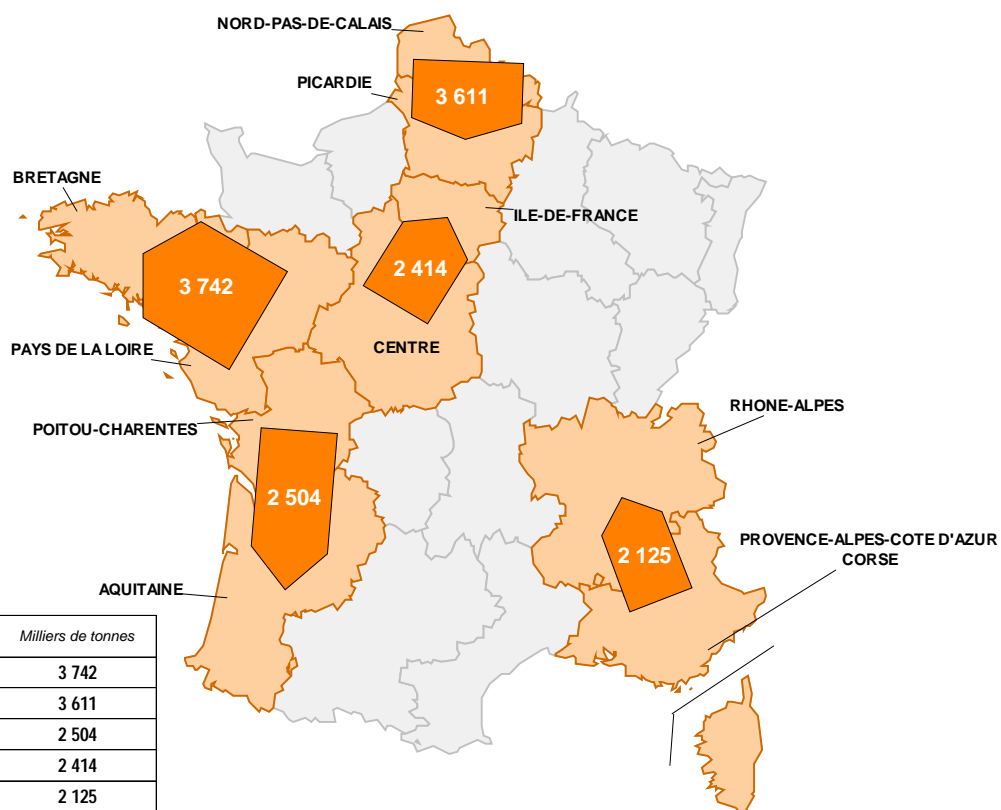 NORD-PAS-DE-CALAIS
PICARDIE
3 611
BRETAGNE
ILE-DE-FRANCE
2 414
3 742
CENTRE
PAYS DE LA LOIRE
RHONE-ALPES
POITOU-CHARENTES
2 504
PROVENCE-ALPES-COTE D'AZUR
CORSE
2 125
AQUITAINE
Milliers de tonnes
3 742
3 611
2 504
2 414
2 125